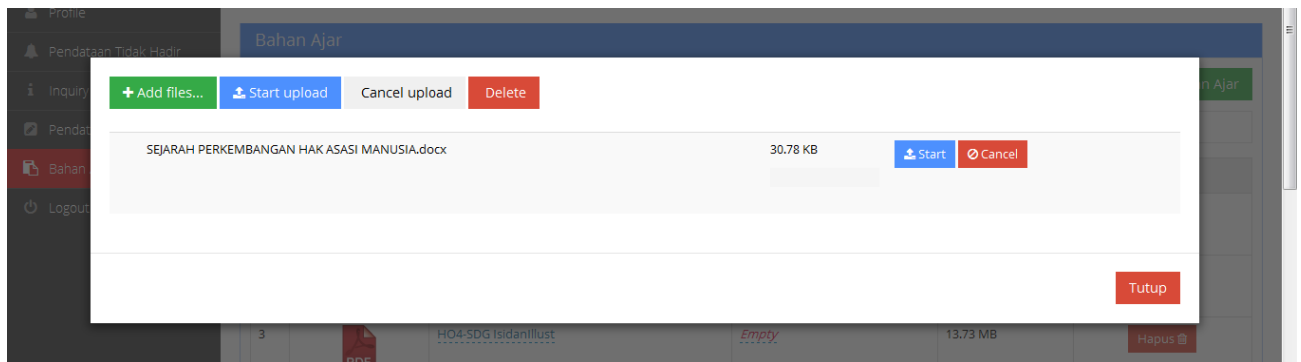 Profile
Bahan Ajar
Pendataan Tidak Hadir
+ Add files... Start upload Cancel upload Delete
Inquiry
n Ajar
Pendat
SEJARAH PERKEMBANGAN HAK ASASI MANUSIA.docx 30.78 KB Start Cancel
Bahan
Logout
Tutup
3 PDF HO4-SDG IsidanIllust Empty 13.73 MB Hapus